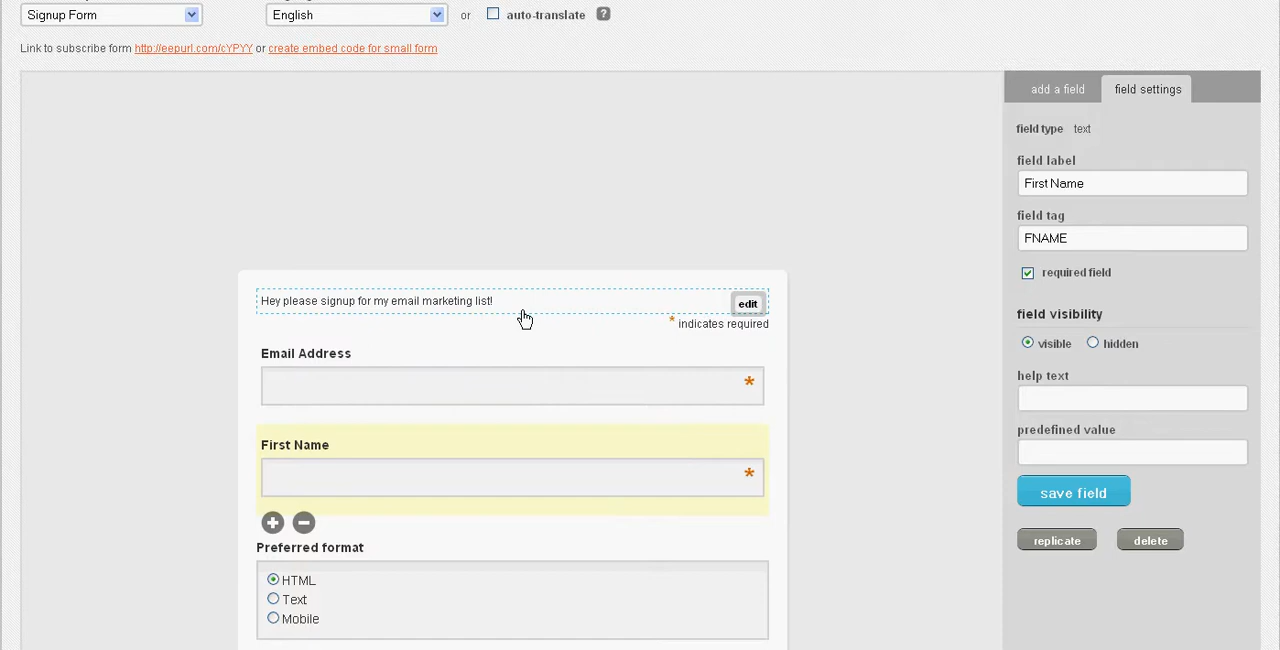 Signup Form English or auto-translate ?
Link to subscribe form http://eepurl.com/cYPYY or create embed code for small form
add a field field settings
field type text
field label
First Name
field tag
FNAME
required field
field visibility
visible hidden
help text
predefined value
save field
replicate delete
Hey please signup for my email marketing list! edit
* indicates required
Email Address
*
First Name
*
Preferred format
HTML
Text
Mobile